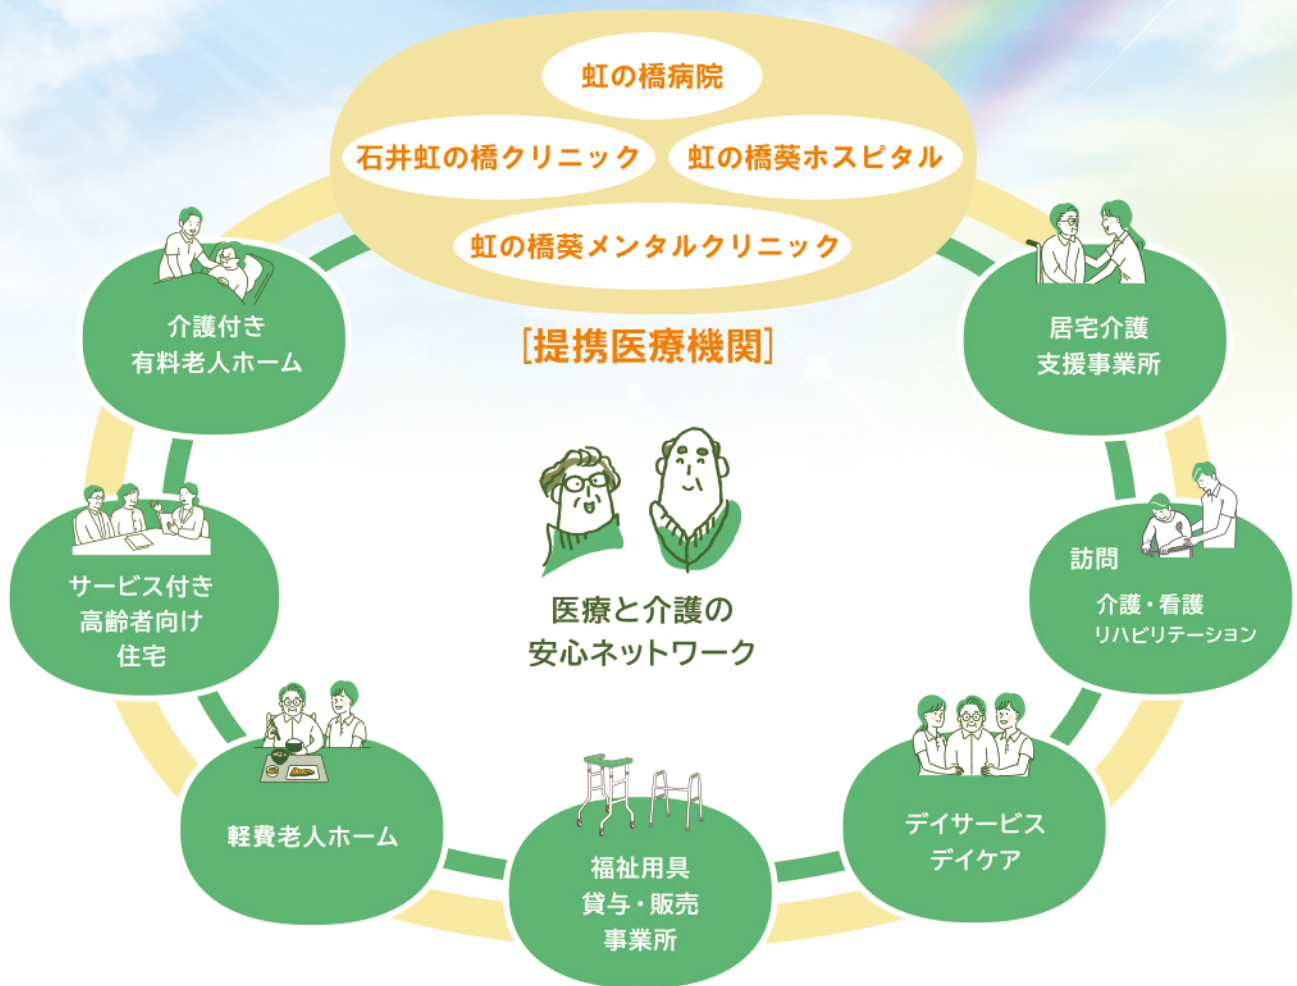 虹の橋病院
石井虹の橋クリニック
虹の橋葵ホスピタル
虹の橋葵メンタルクリニック
[提携医療機関]
介護付き
有料老人ホーム
居宅介護
支援事業所
サービス付き
高齢者向け
住宅
医療と介護の
安心ネットワーク
訪問
介護・看護
リハビリテーション
軽費老人ホーム
福祉用具
貸与・販売
事業所
デイサービス
デイケア